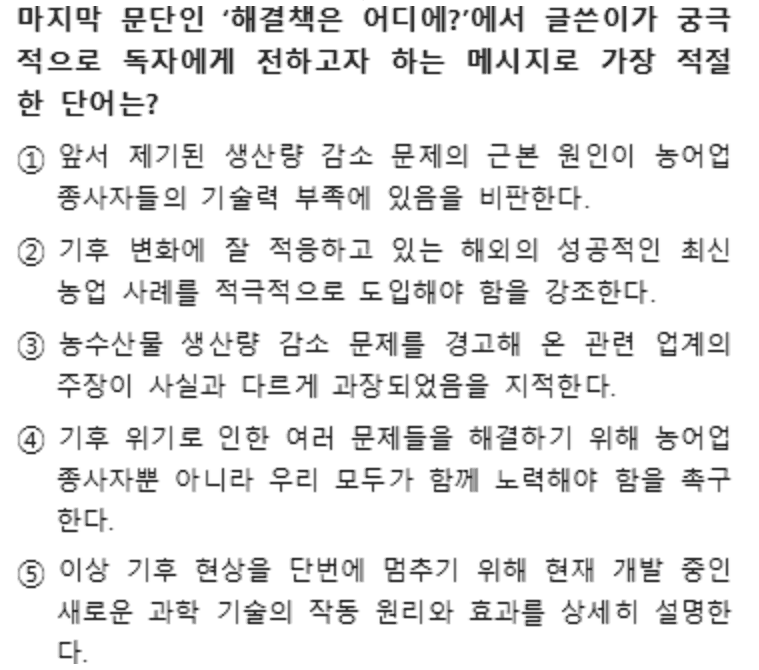 마지막 문단인 ‘해결책은 어디에?’에서 글쓴이가 궁극
적으로 독자에게 전하고자 하는 메시지로 가장 적절
한 단어는?
① 앞서 제기된 생산량 감소 문제의 근본 원인이 농어업
종사자들의 기술력 부족에 있음을 비판한다.
② 기후 변화에 잘 적응하고 있는 해외의 성공적인 최신
농업 사례를 적극적으로 도입해야 함을 강조한다.
③ 농수산물 생산량 감소 문제를 경고해 온 관련 업계의
주장이 사실과 다르게 과장되었음을 지적한다.
④ 기후 위기로 인한 여러 문제들을 해결하기 위해 농어업
종사자뿐 아니라 우리 모두가 함께 노력해야 함을 촉구
한다.
⑤ 이상 기후 현상을 단번에 멈추기 위해 현재 개발 중인
새로운 과학 기술의 작동 원리와 효과를 상세히 설명한
다.